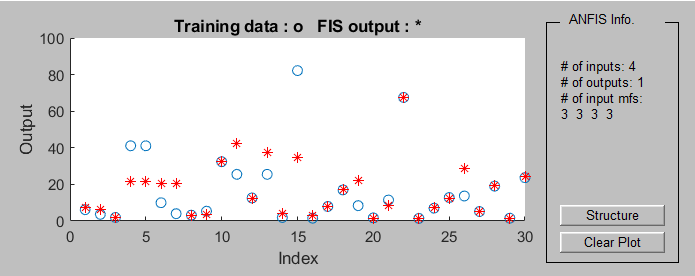 Training data : o   FIS output : *
ANFIS Info.
100
80
60
40
20
0
Output
0 5 10 15 20 25 30
Index
# of inputs: 4
# of outputs: 1
# of input mfs:
3 3 3 3
Structure
Clear Plot